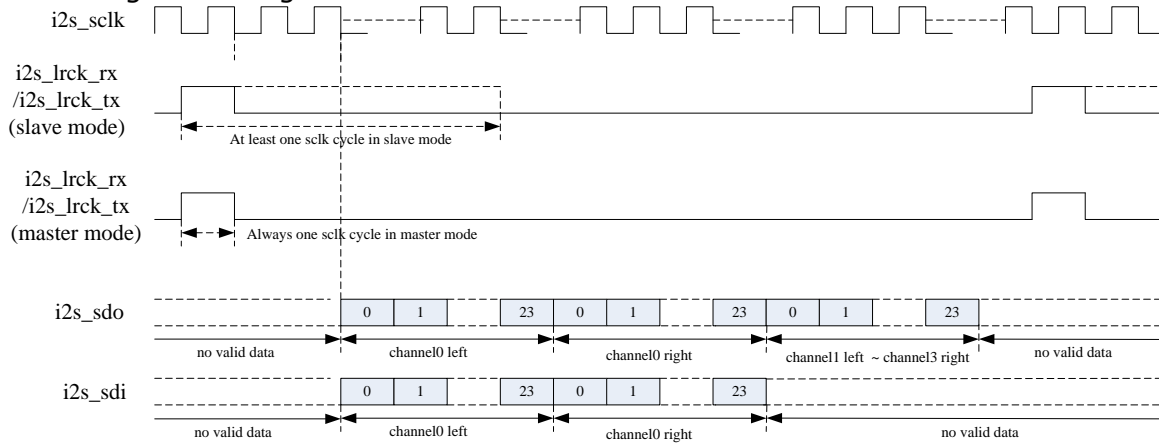 i2s_sclk
i2s_lrck_rx
/i2s_lrck_tx
(slave mode)
At least one sclk cycle in slave mode
i2s_lrck_rx
/i2s_lrck_tx
(master mode)
Always one sclk cycle in master mode
i2s_sdo
0 1 23 0 1 23 0 1 23
no valid data channel0 left channel0 right channel1 left ~ channel3 right no valid data
i2s_sdi
0 1 23 0 1 23
no valid data channel0 left channel0 right no valid data